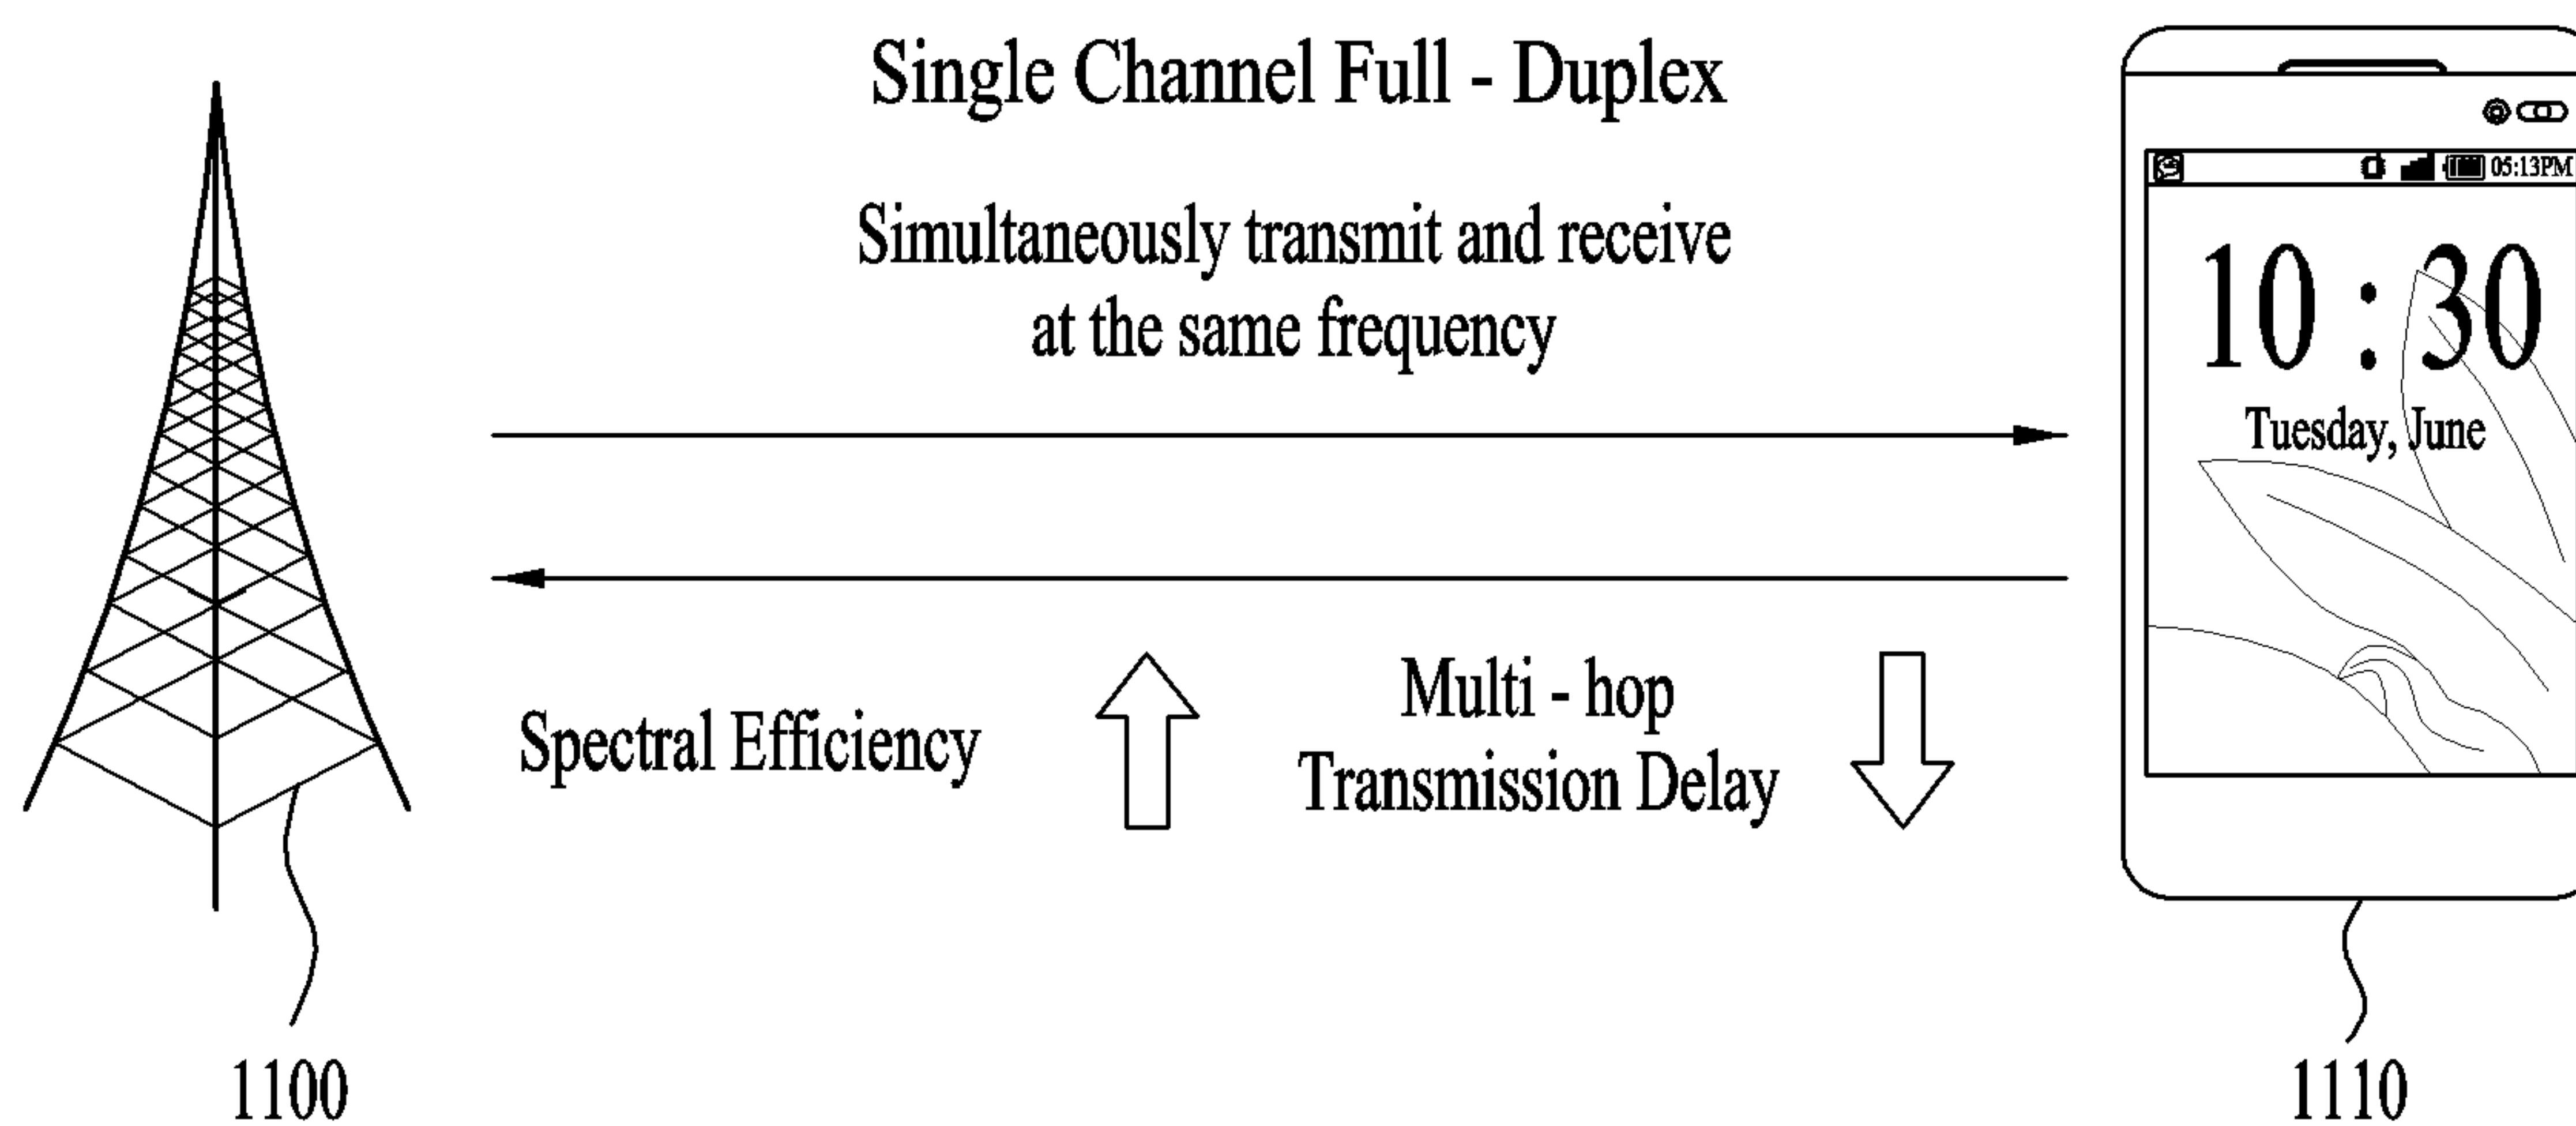 Single Channel Full - Duplex
Simultaneously transmit and receive
at the same frequency
05:13PM
10 : 30
Tuesday, June
Spectral Efficiency
Multi - hop
Transmission Delay
1100
1110